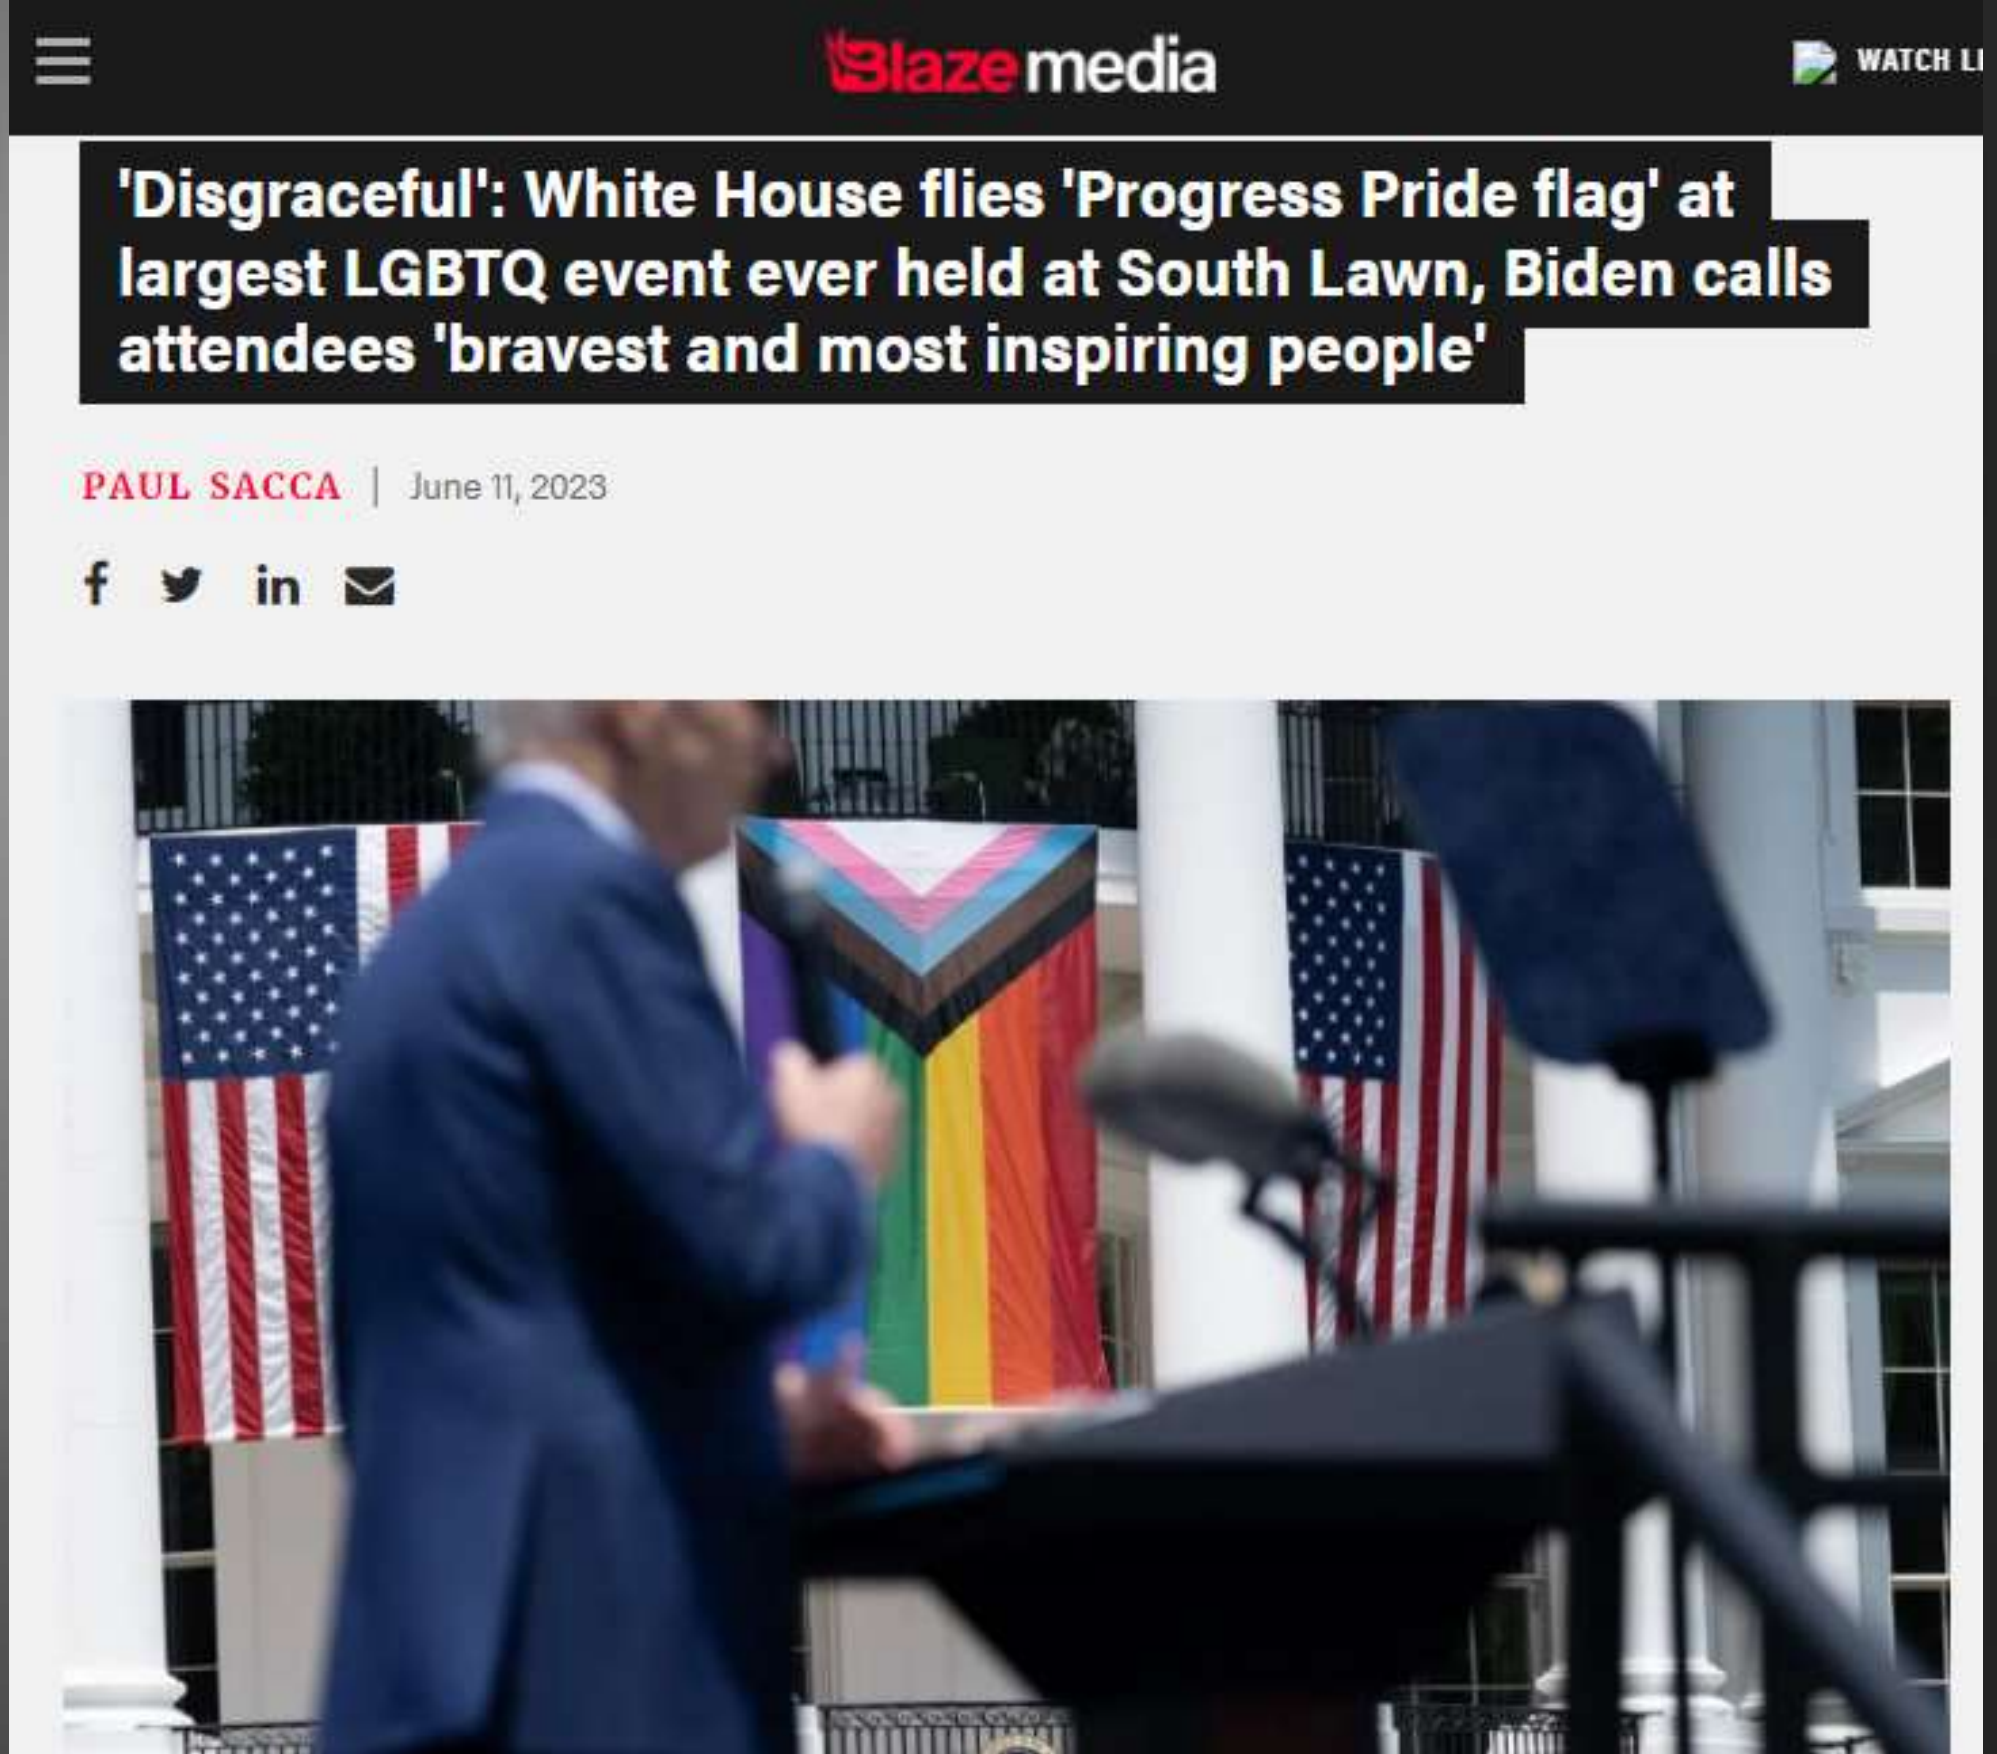 Blaze media
WATCH
'Disgraceful': White House flies 'Progress Pride flag' at
largest LGBTQ event ever held at South Lawn, Biden calls
attendees 'bravest and most inspiring people'
PAUL SACCA | June 11, 2023